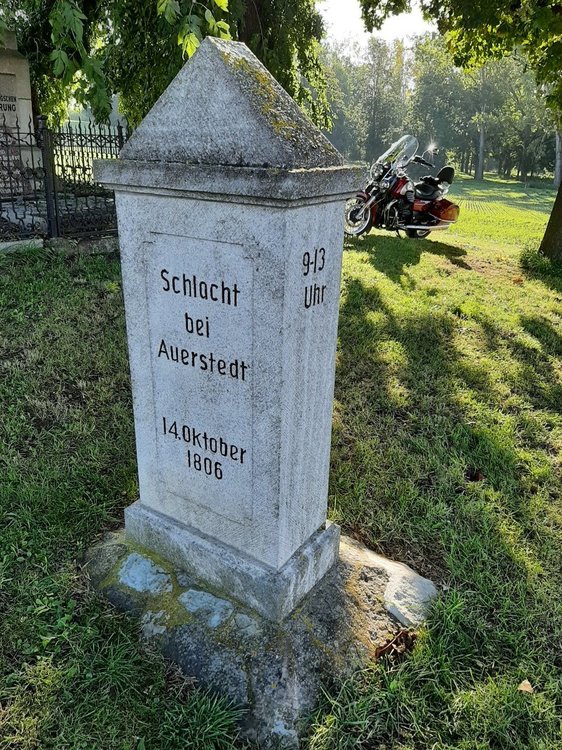 Schlacht
bei
Auerstedt
14.Oktober
1806
9-13
Uhr